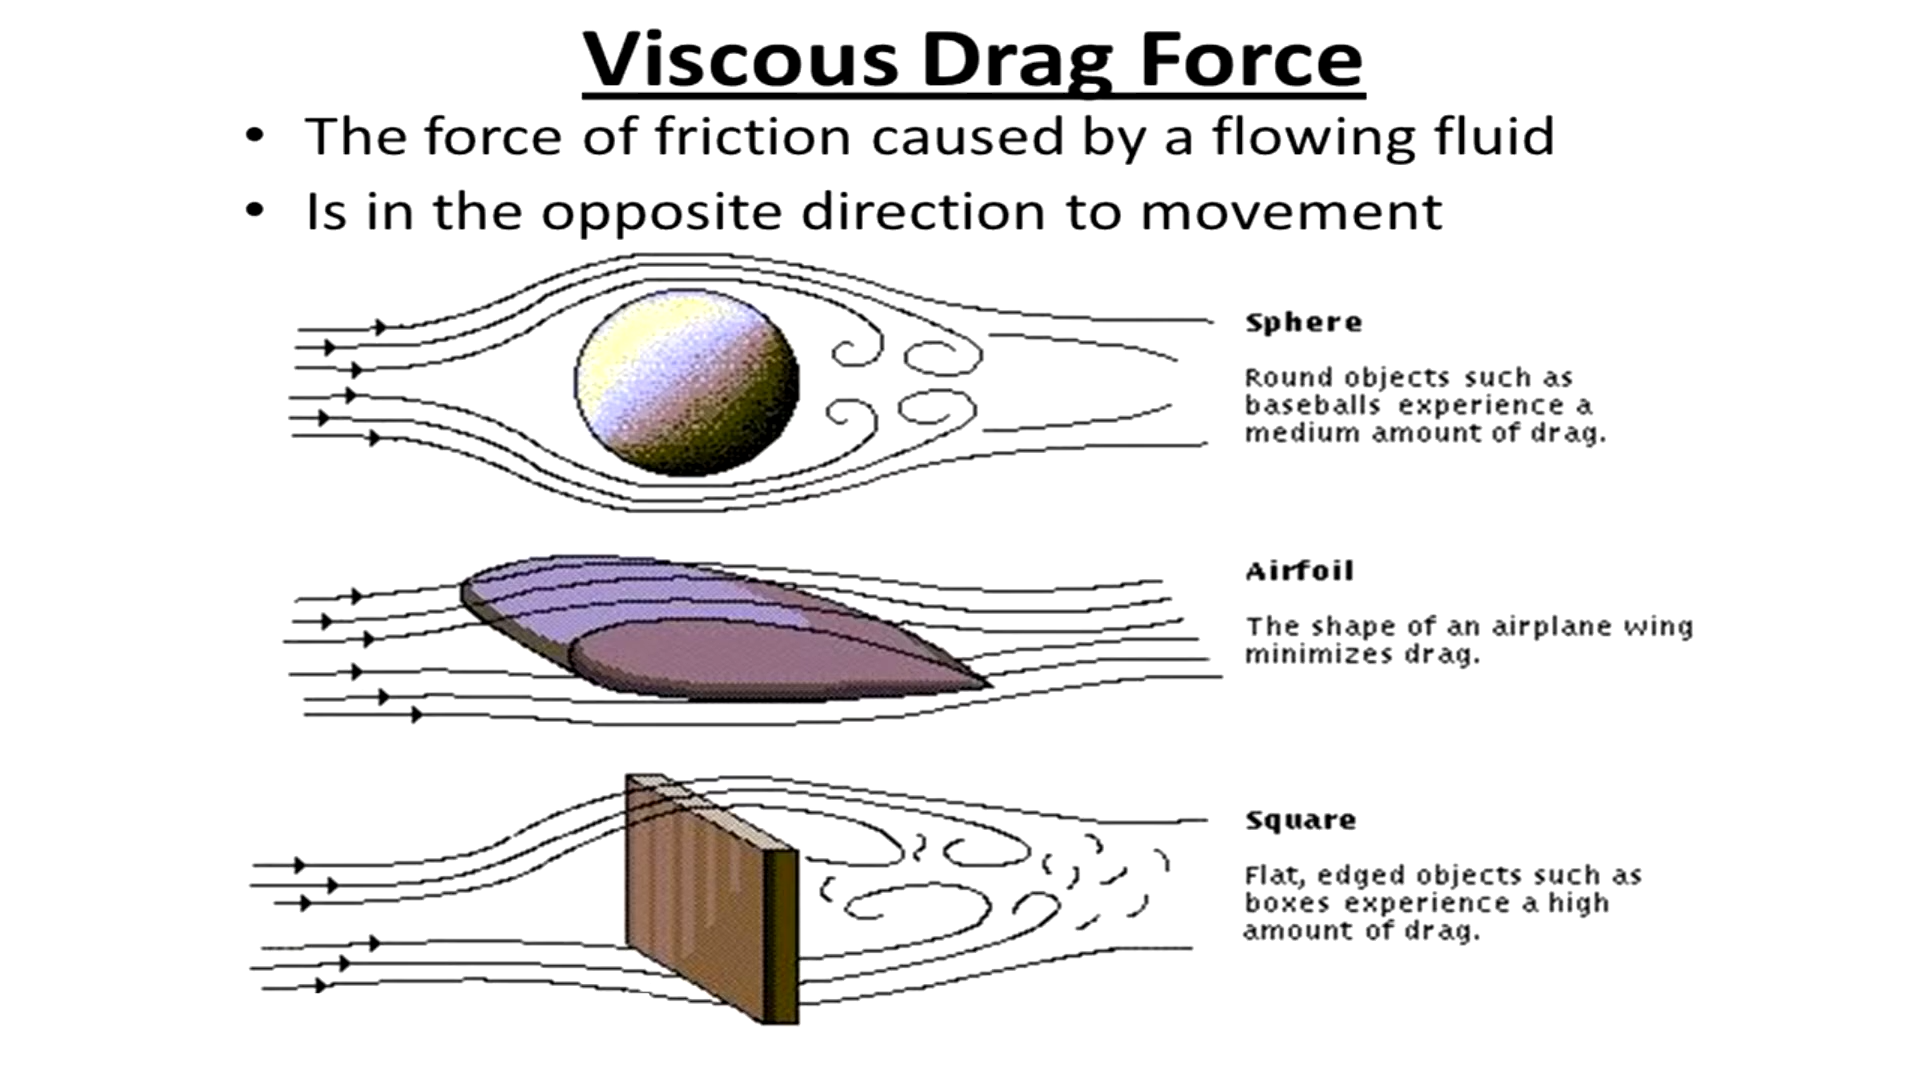 Viscous Drag Force
• The force of friction caused by a flowing fluid
• Is in the opposite direction to movement
Sphere
Round objects such as
baseballs experience a
medium amount of drag.
Airfoil
The shape of an airplane wing
minimizes drag.
Square
Flat, edged objects such as
boxes experience a high
amount of drag.